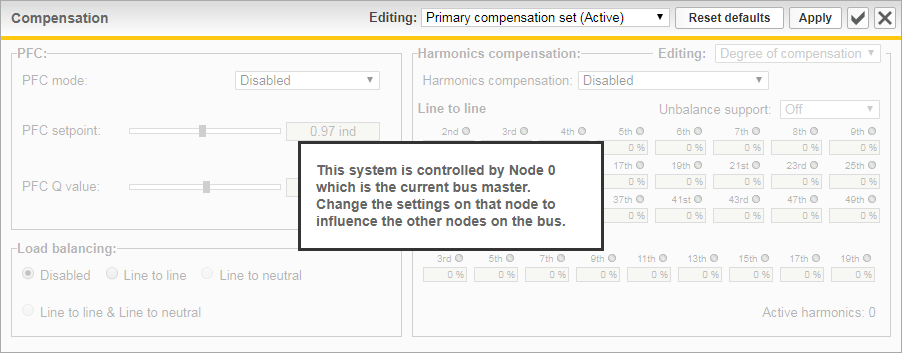 Compensation Editing: Primary compensation set (Active) Reset defaults Apply
PFC:
PFC mode: Disabled
PFC setpoint: 0.97 ind
PFC Q value:
Load balancing:
Disabled Line to line Line to neutral
Line to line & Line to neutral
Harmonics compensation: Editing: Degree of compensation
Harmonics compensation: Disabled
Line to line Unbalance support: Off
2nd 3rd 4th 5th 6th 7th 8th 9th
0 % 0 % 0 % 0 % 0 % 0 % 0 % 0 %
17th 19th 21st 23rd 25th
0 % 0 % 0 % 0 % 0 %
37th 41st 43rd 47th 49th
0 % 0 % 0 % 0 % 0 %
3rd 5th 7th 9th 11th 13th 15th 17th 19th
0 % 0 % 0 % 0 % 0 % 0 % 0 % 0 % 0 %
Active harmonics: 0
This system is controlled by Node 0
which is the current bus master.
Change the settings on that node to
influence the other nodes on the bus.